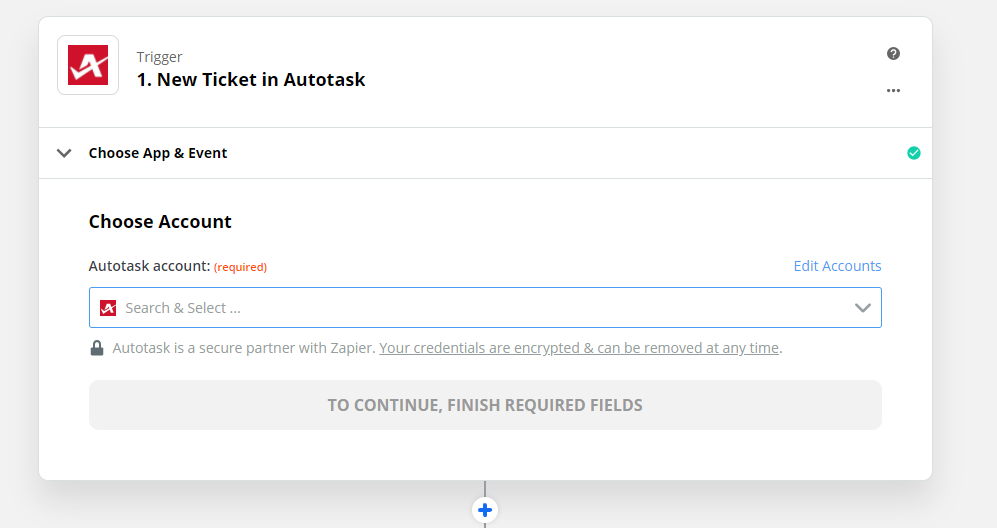 Trigger
1. New Ticket in Autotask
Choose App & Event
Choose Account
Autotask account: (required) Edit Accounts
Search & Select ...
Autotask is a secure partner with Zapier. Your credentials are encrypted & can be removed at any time.
TO CONTINUE, FINISH REQUIRED FIELDS